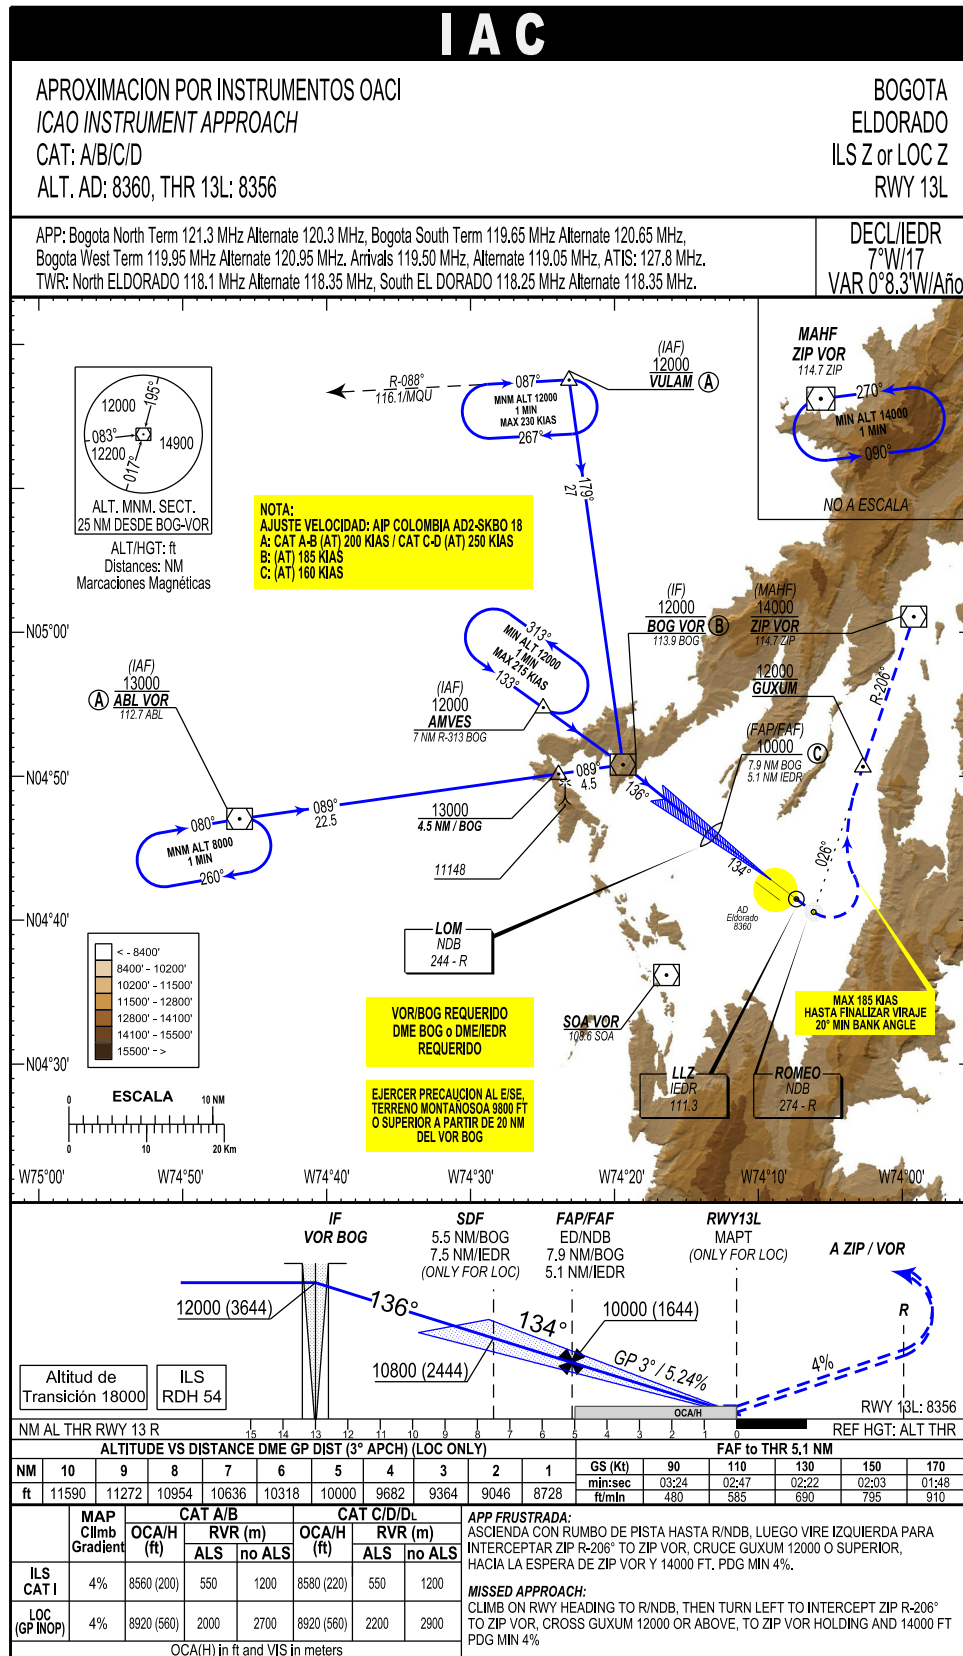 IAC
APROXIMACION POR INSTRUMENTOS OACI
ICAO INSTRUMENT APPROACH
CAT: A/B/C/D
ALT. AD: 8360, THR 13L: 8356
BOGOTA
ELDORADO
ILS Z or LOC Z
RWY 13L
APP: Bogota North Term 121.3 MHz Alternate 120.3 MHz, Bogota South Term 119.65 MHz Alternate 120.65 MHz,
Bogota West Term 119.95 MHz Alternate 120.95 MHz. Arrivals 119.50 MHz, Alternate 119.05 MHz, ATIS: 127.8 MHz.
TWR: North ELDORADO 118.1 MHz Alternate 118.35 MHz, South EL DORADO 118.25 MHz Alternate 118.35 MHz.
DECL/IEDR
7°W/17
VAR 0°8.3'W/Año
12000
195°
083°
12200
14900
017°
ALT. MNM. SECT.
25 NM DESDE BOG-VOR
ALT/HGT: ft
Distances: NM
Marcaciones Magnéticas
R-088°
116.1/MQU
087°
MNM ALT 12000
1 MIN
MAX 230 KIAS
267°
(IAF)
12000
VULAM A
179°
27
MAHF
ZIP VOR
114.7 ZIP
270°
MIN ALT 14000
1 MIN
090°
NO A ESCALA
NOTA:
AJUSTE VELOCIDAD: AIP COLOMBIA AD2-SKBO 18
A: CAT A-B (AT) 200 KIAS / CAT C-D (AT) 250 KIAS
B: (AT) 185 KIAS
C: (AT) 160 KIAS
(IF)
12000
BOG VOR B
113.9 BOG
(MAHF)
14000
ZIP VOR
114.7 ZIP
N05°00'
313°
MIN ALT 12000
1 MIN
MAX 215 KIAS
133°
(IAF)
13000
A ABL VOR
112.7 ABL
(IAF)
12000
AMVES
7 NM R-313 BOG
12000
GUXUM
R-206°
(FAP/FAF)
10000 C
7.9 NM BOG
5.1 NM IEDR
N04°50'
089°
4.5
136°
089°
22.5
080°
MNM ALT 8000
1 MIN
260°
13000
4.5 NM / BOG
11148
134°
026°
AD
Eldorado
8360
N04°40'
LOM
NDB
244 - R
< - 8400'
8400' - 10200'
10200' - 11500'
11500' - 12800'
12800' - 14100'
14100' - 15500'
15500' - >
VOR/BOG REQUERIDO
DME BOG o DME/IEDR
REQUERIDO
SOA VOR
108.6 SOA
MAX 185 KIAS
HASTA FINALIZAR VIRAJE
20° MIN BANK ANGLE
N04°30'
LLZ
IEDR
111.3
ROMEO
NDB
274 - R
EJERCER PRECAUCION AL E/SE,
TERRENO MONTAÑOSOA 9800 FT
O SUPERIOR A PARTIR DE 20 NM
DEL VOR BOG
ESCALA
0 10 NM
0 10 20 Km
W75°00' W74°50' W74°40' W74°30' W74°20' W74°10' W74°00'
IF
VOR BOG
SDF
5.5 NM/BOG
7.5 NM/IEDR
(ONLY FOR LOC)
FAP/FAF
ED/NDB
7.9 NM/BOG
5.1 NM/IEDR
RWY13L
MAPT
(ONLY FOR LOC)
A ZIP / VOR
12000 (3644)
136°
134°
10000 (1644)
R
10800 (2444)
GP 3° / 5.24%
4%
Altitud de
Transición 18000
ILS
RDH 54
OCA/H
RWY 13L: 8356
NM AL THR RWY 13 R
15 14 13 12 11 10 9 8 7 6 5 4 3 2 1 0
REF HGT: ALT THR
ALTITUDE VS DISTANCE DME GP DIST (3° APCH) (LOC ONLY)
NM 10 9 8 7 6 5 4 3 2 1
ft 11590 11272 10954 10636 10318 10000 9682 9364 9046 8728
FAF to THR 5.1 NM
GS (Kt) 90 110 130 150 170
min:sec 03:24 02:47 02:22 02:03 01:48
ft/min 480 585 690 795 910
MAP
Climb
Gradient
CAT A/B
CAT C/D/DL
OCA/H
(ft)
RVR (m)
ALS no ALS
OCA/H
(ft)
RVR (m)
ALS no ALS
ILS
CAT I
4% 8560 (200) 550 1200 8580 (220) 550 1200
LOC
(GP INOP)
4% 8920 (560) 2000 2700 8920 (560) 2200 2900
OCA(H) in ft and VIS in meters
APP FRUSTRADA:
ASCIENDA CON RUMBO DE PISTA HASTA R/NDB, LUEGO VIRE IZQUIERDA PARA
INTERCEPTAR ZIP R-206° TO ZIP VOR, CRUCE GUXUM 12000 O SUPERIOR,
HACIA LA ESPERA DE ZIP VOR Y 14000 FT. PDG MIN 4%.
MISSED APPROACH:
CLIMB ON RWY HEADING TO R/NDB, THEN TURN LEFT TO INTERCEPT ZIP R-206°
TO ZIP VOR, CROSS GUXUM 12000 OR ABOVE, TO ZIP VOR HOLDING AND 14000 FT
PDG MIN 4%